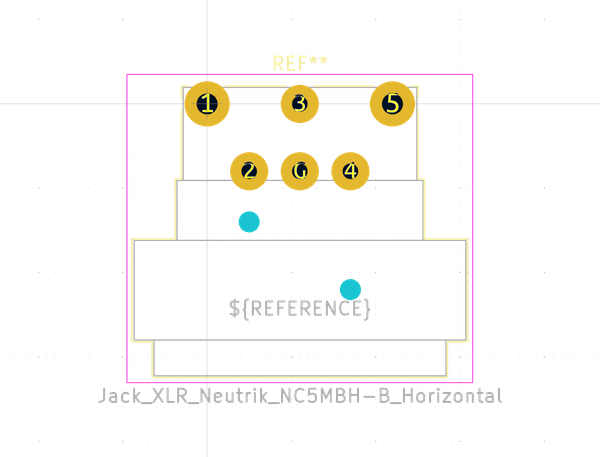 REF**
1 3 5
2 G 4
${REFERENCE}
Jack_XLR_Neutrik_NC5MBH-B_Horizontal